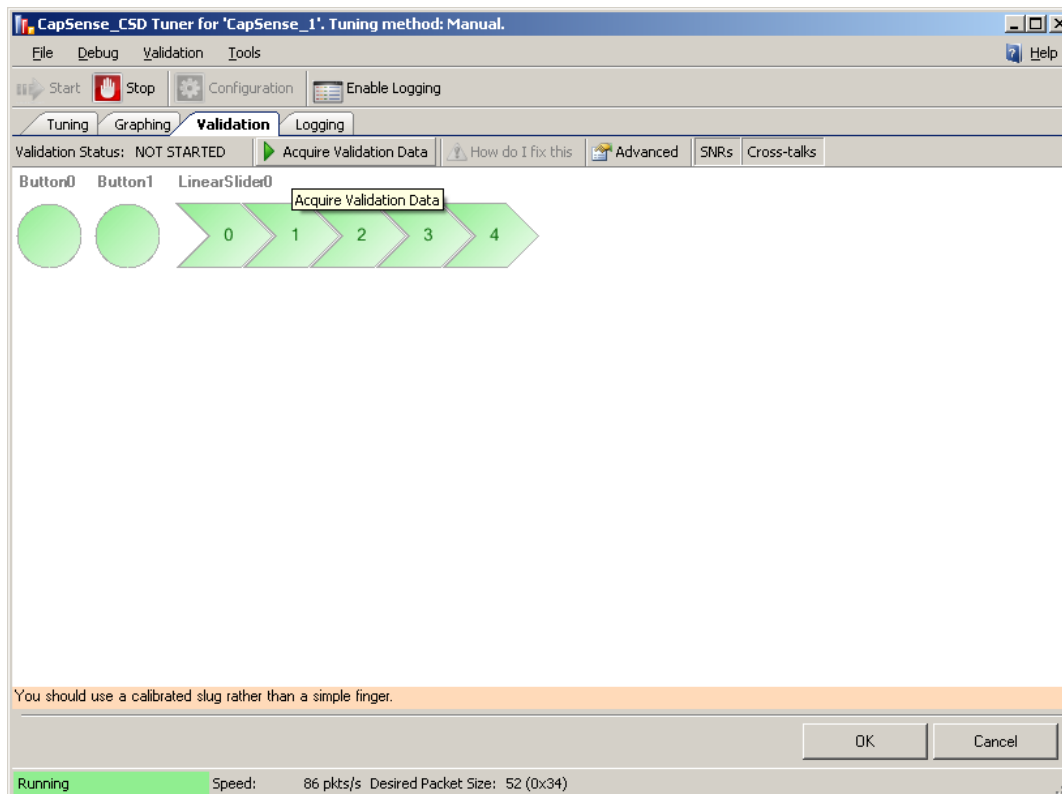 CapSense_CSD Tuner for 'CapSense_1'. Tuning method: Manual.
File Debug Validation Tools Help
Start Stop Configuration Enable Logging
Tuning Graphing Validation Logging
Validation Status: NOT STARTED Acquire Validation Data How do I fix this Advanced SNRs Cross-talks
Button0 Button1 LinearSlider0
Acquire Validation Data
0 1 2 3 4
You should use a calibrated slug rather than a simple finger.
OK Cancel
Running Speed: 86 pkts/s Desired Packet Size: 52 (0x34)